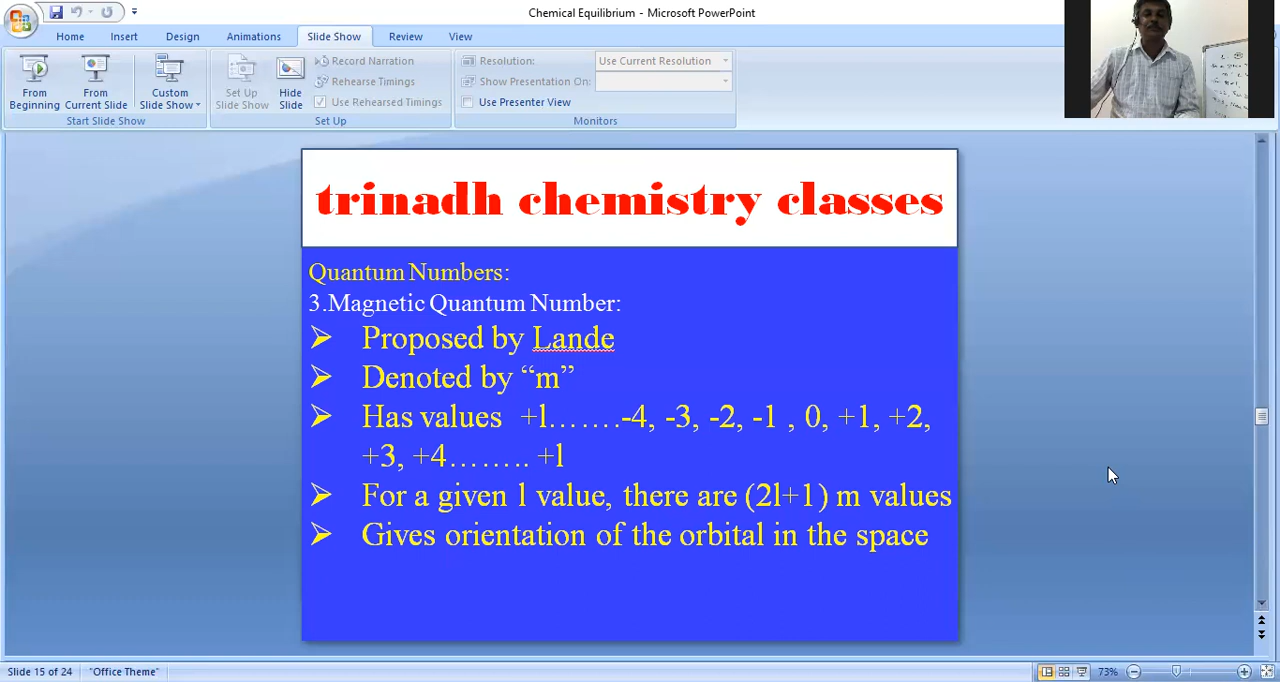 Chemical Equilibrium - Microsoft PowerPoint
Home Insert Design Animations Slide Show Review View
From Beginning
From Current Slide
Custom Slide Show
Start Slide Show
Set Up Slide Show
Hide Slide
Record Narration
Rehearse Timings
Use Rehearsed Timings
Set Up
Resolution: Use Current Resolution
Show Presentation On:
Use Presenter View
Monitors
trinadh chemistry classes
Quantum Numbers:
3.Magnetic Quantum Number:
➢ Proposed by Lande
➢ Denoted by “m”
➢ Has values +l…….-4, -3, -2, -1 , 0, +1, +2,
+3, +4…….. +l
➢ For a given l value, there are (2l+1) m values
➢ Gives orientation of the orbital in the space
Slide 15 of 24 "Office Theme" 73%